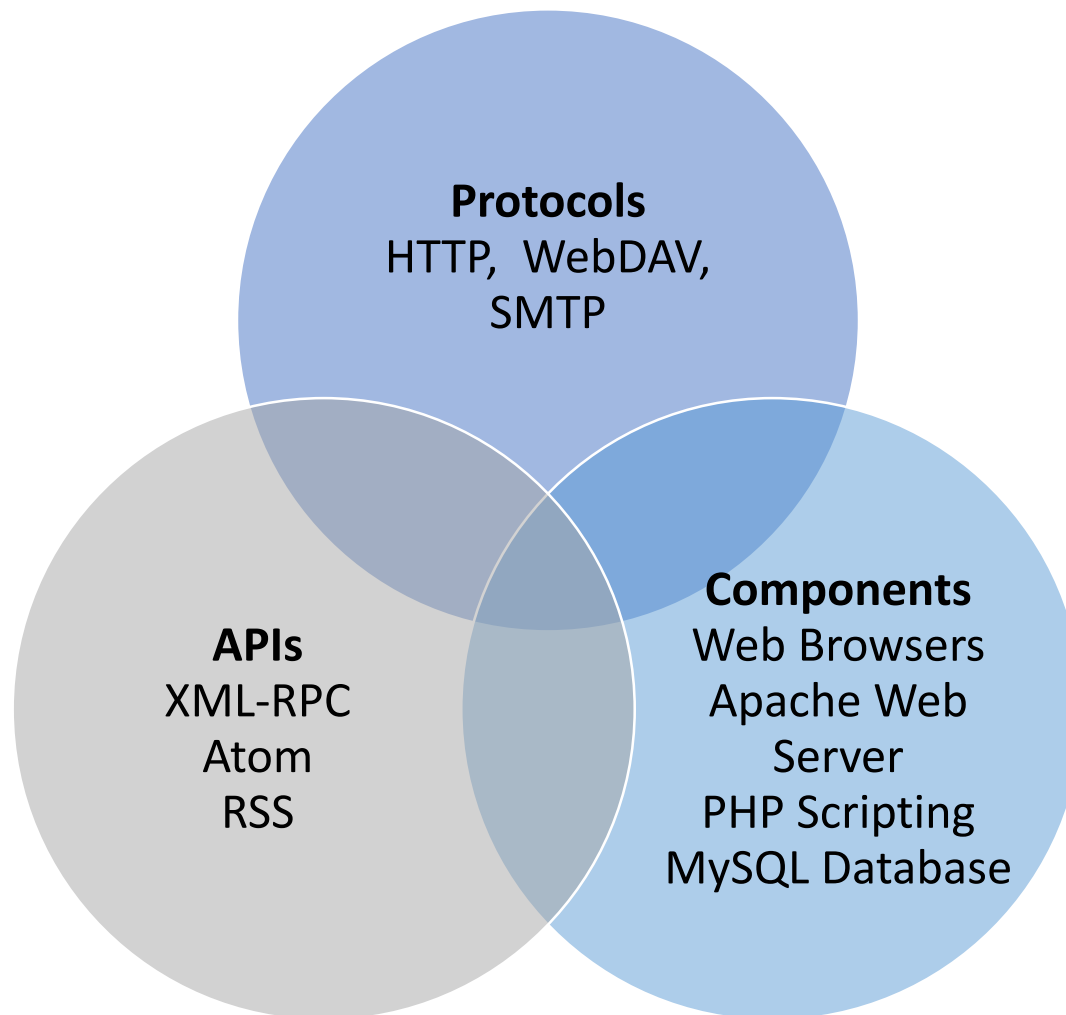 Protocols
HTTP,  WebDAV,
SMTP
APIs
XML-RPC
Atom
RSS
Components
Web Browsers
Apache Web
Server
PHP Scripting
MySQL Database